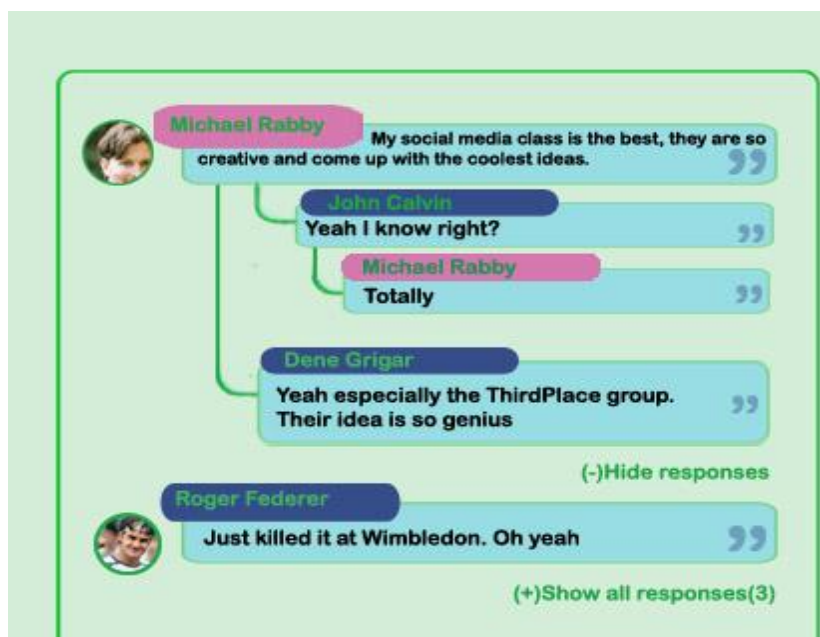 Michael Rabby
My social media class is the best, they are so
creative and come up with the coolest ideas.
John Calvin
Yeah I know right?
Michael Rabby
Totally
Dene Grigar
Yeah especially the ThirdPlace group.
Their idea is so genius
(-)Hide responses
Roger Federer
Just killed it at Wimbledon. Oh yeah
(+)Show all responses(3)